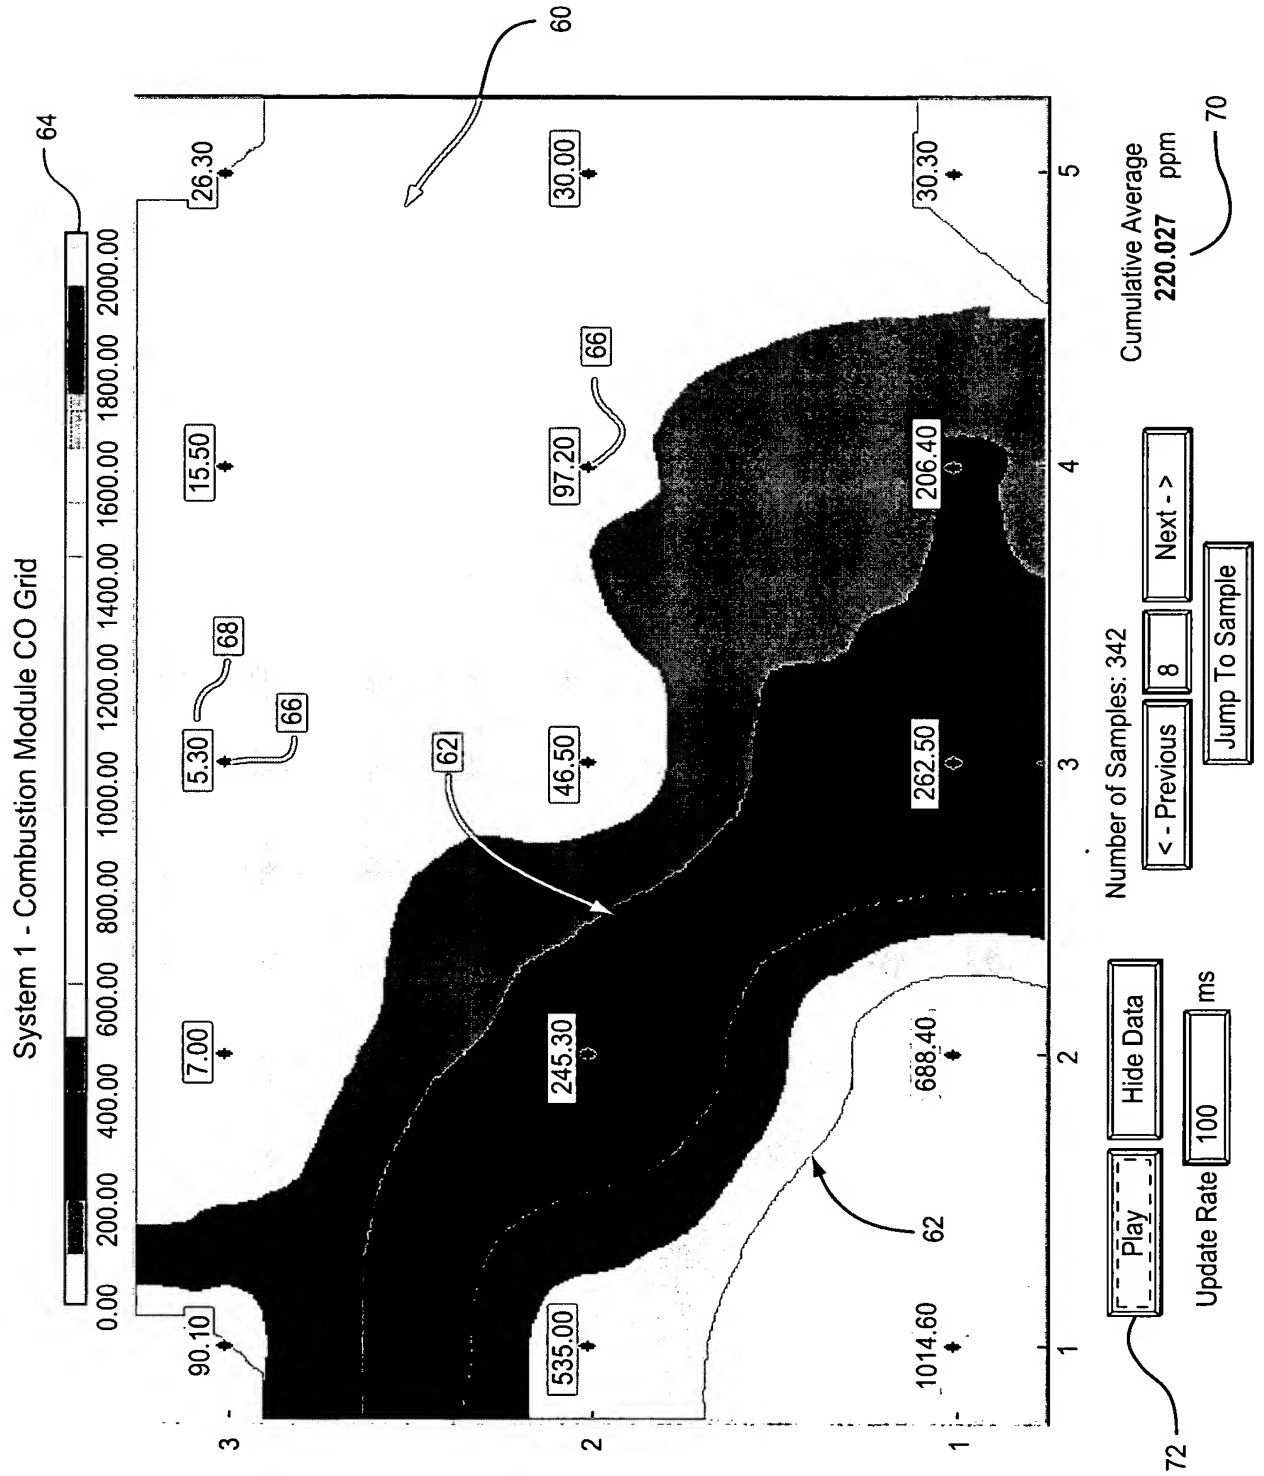 System 1 - Combustion Module CO Grid
64
0.00 200.00 400.00 600.00 800.00 1000.00 1200.00 1400.00 1600.00 1800.00 2000.00
68
3 90.10 7.00 5.30 15.50 26.30
66
62
60
2 535.00 245.30 46.50 97.20 30.00
66
62
1 1014.60 688.40 262.50 206.40 30.30
1 2 3 4 5
Play Hide Data
Update Rate 100 ms
Number of Samples: 342
< - Previous 8 Next - >
Jump To Sample
Cumulative Average
220.027 ppm
72
70